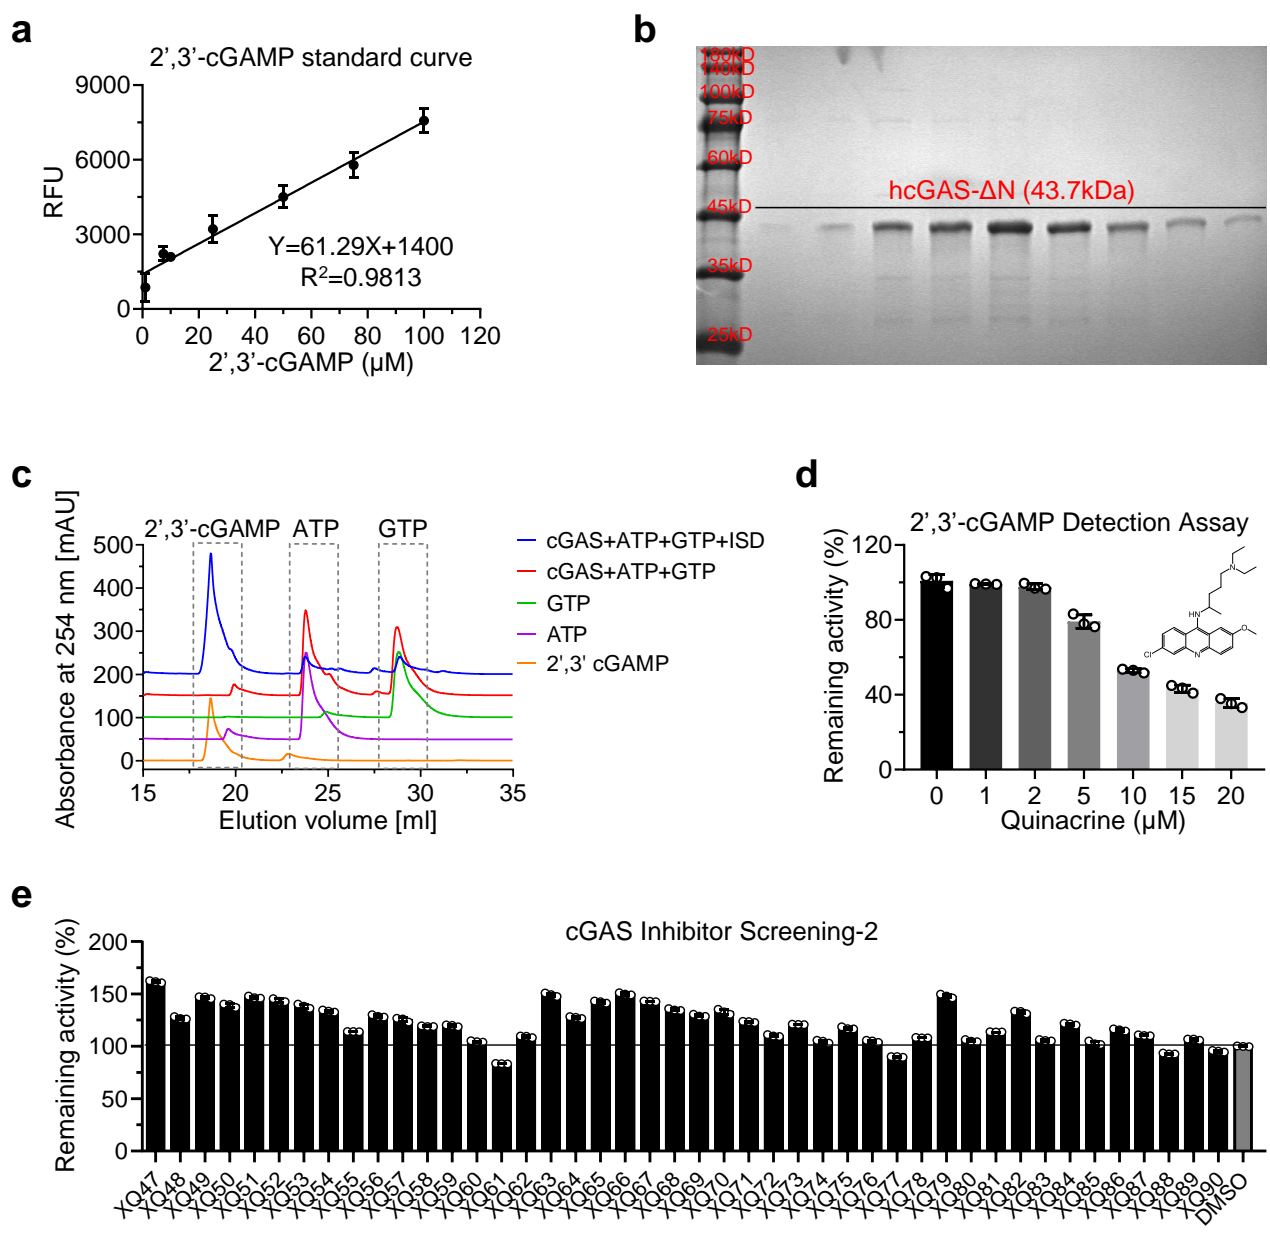 a
2’,3’-cGAMP standard curve
9000
6000
3000
0
RFU
Y=61.29X+1400
R²=0.9813
0 20 40 60 80 100 120
2’,3’-cGAMP (μM)
b
180kD
140kD
100kD
75kD
60kD
45kD
35kD
25kD
hcGAS-ΔN (43.7kDa)
c
Absorbance at 254 nm [mAU]
2’,3’-cGAMP ATP GTP
500
400
300
200
100
0
15 20 25 30 35
Elution volume [ml]
cGAS+ATP+GTP+ISD
cGAS+ATP+GTP
GTP
ATP
2',3' cGAMP
d
2’,3’-cGAMP Detection Assay
Remaining activity (%)
120
80
40
0
N
HN
O
Cl
N
0 1 2 5 10 15 20
Quinacrine (μM)
e
cGAS Inhibitor Screening-2
Remaining activity (%)
200
150
100
50
0
XQ47 XQ48 XQ49 XQ50 XQ51 XQ52 XQ53 XQ54 XQ55 XQ56 XQ57 XQ58 XQ59 XQ60 XQ61 XQ62 XQ63 XQ64 XQ65 XQ66 XQ67 XQ68 XQ69 XQ70 XQ71 XQ72 XQ73 XQ74 XQ75 XQ76 XQ77 XQ78 XQ79 XQ80 XQ81 XQ82 XQ83 XQ84 XQ85 XQ86 XQ87 XQ88 XQ89 XQ90 DMSO